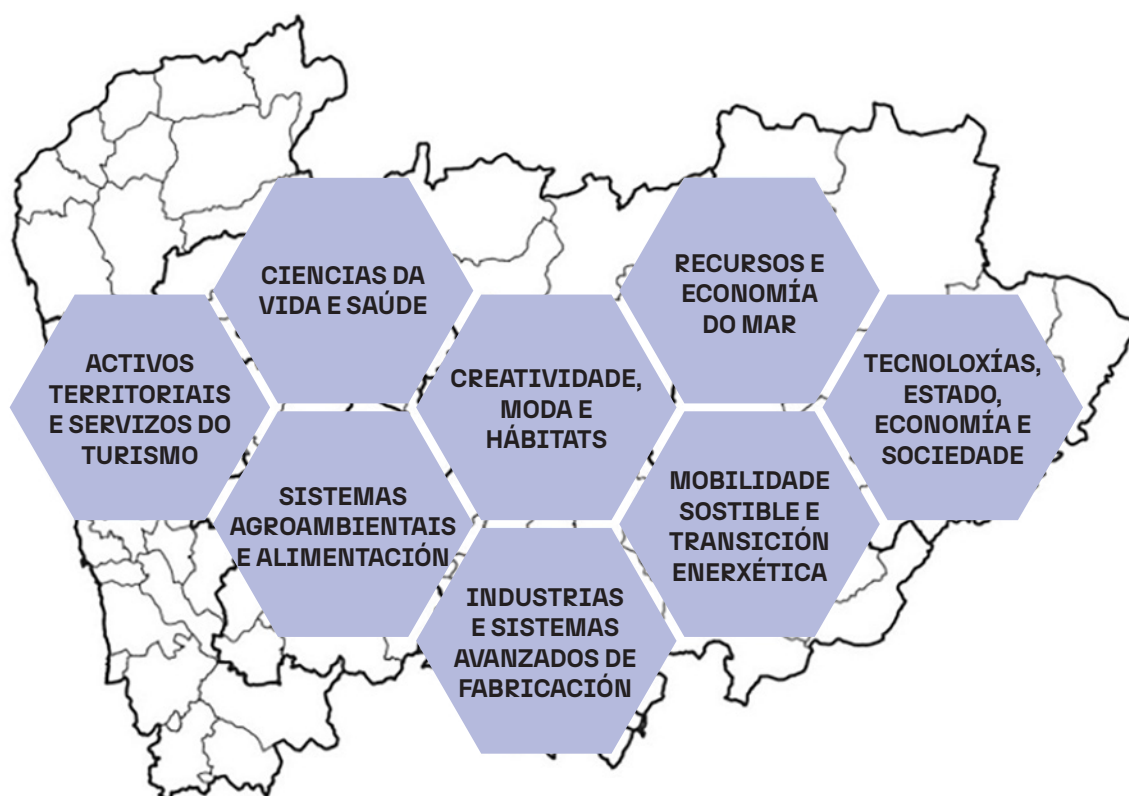 CIENCIAS DA
VIDA E SAÚDE
RECURSOS E
ECONOMÍA
DO MAR
ACTIVOS
TERRITORIAIS
E SERVIZOS DO
TURISMO
CREATIVIDADE,
MODA E
HÁBITATS
TECNOLOXÍAS,
ESTADO,
ECONOMÍA E
SOCIEDADE
SISTEMAS
AGROAMBIENTAIS
E ALIMENTACIÓN
MOBILIDADE
SOSTIBLE E
TRANSICIÓN
ENERXÉTICA
INDUSTRIAS
E SISTEMAS
AVANZADOS DE
FABRICACIÓN